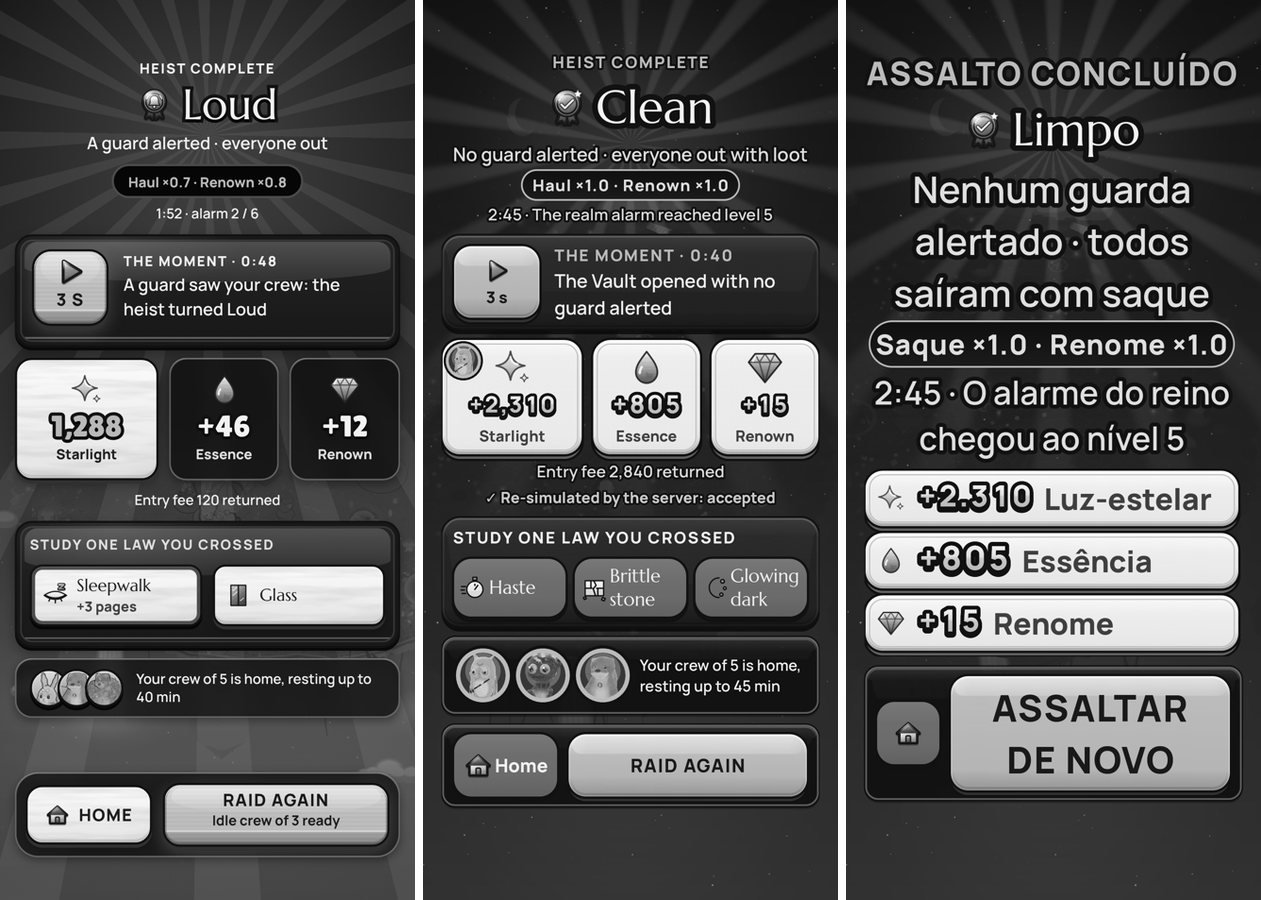 HEIST COMPLETE
Loud
A guard alerted · everyone out
Haul ×0.7 · Renown ×0.8
1:52 · alarm 2 / 6
THE MOMENT · 0:48
3 S
A guard saw your crew: the
heist turned Loud
1,288
Starlight
+46
Essence
+12
Renown
Entry fee 120 returned
STUDY ONE LAW YOU CROSSED
Sleepwalk
+3 pages
Glass
Your crew of 5 is home, resting up to
40 min
HOME
RAID AGAIN
Idle crew of 3 ready
HEIST COMPLETE
Clean
No guard alerted · everyone out with loot
Haul ×1.0 · Renown ×1.0
2:45 · The realm alarm reached level 5
THE MOMENT · 0:40
3 s
The Vault opened with no
guard alerted
+2,310
Starlight
+805
Essence
+15
Renown
Entry fee 2,840 returned
✓ Re-simulated by the server: accepted
STUDY ONE LAW YOU CROSSED
Haste
Brittle
stone
Glowing
dark
Your crew of 5 is home,
resting up to 45 min
Home
RAID AGAIN
ASSALTO CONCLUÍDO
Limpo
Nenhum guarda
alertado · todos
saíram com saque
Saque ×1.0 · Renome ×1.0
2:45 · O alarme do reino
chegou ao nível 5
+2.310 Luz-estelar
+805 Essência
+15 Renome
ASSALTAR
DE NOVO